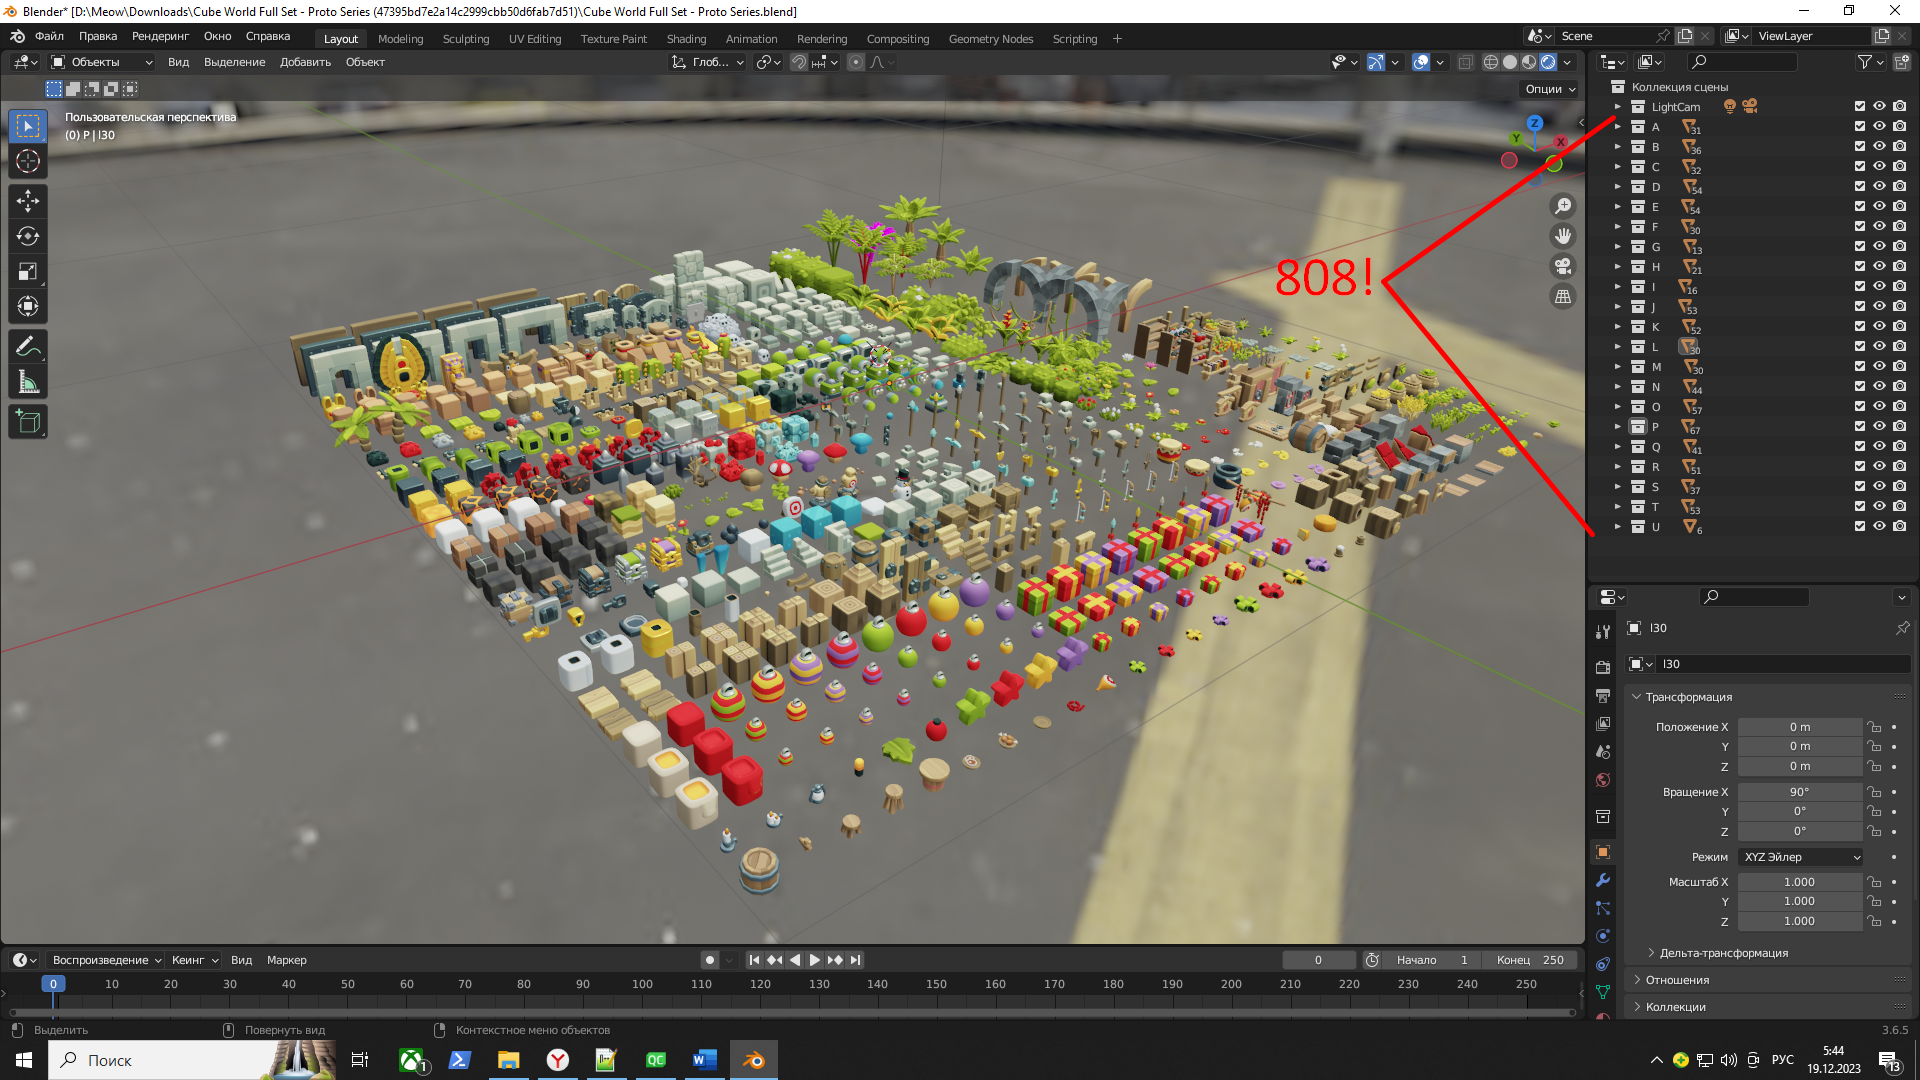 Blender* [D:\Meow\Downloads\Cube World Full Set - Proto Series (47395bd7e2a14c2999cbb50d6fab7d51)\Cube World Full Set - Proto Series.blend]
Файл Правка Рендеринг Окно Справка Layout Modeling Sculpting UV Editing Texture Paint Shading Animation Rendering Compositing Geometry Nodes Scripting + Scene ViewLayer
Объекты Вид Выделение Добавить Объект Глоб...
Опции
Пользовательская перспектива
(0) P | l30
Z
Y
X
808!
Коллекция сцены
LightCam
A 31
B 36
C 32
D 54
E 54
F 30
G 13
H 21
I 16
J 53
K 52
L 30
M 30
N 44
O 57
P 67
Q 41
R 51
S 37
T 53
U 6
l30
l30
Трансформация
Положение X 0 m
Y 0 m
Z 0 m
Вращение X 90°
Y 0°
Z 0°
Режим XYZ Эйлер
Масштаб X 1.000
Y 1.000
Z 1.000
Дельта-трансформация
Отношения
Коллекции
Воспроизведение Кеинг Вид Маркер 0 Начало 1 Конец 250
0 10 20 30 40 50 60 70 80 90 100 110 120 130 140 150 160 170 180 190 200 210 220 230 240 250
Выделить Повернуть вид Контекстное меню объектов 3.6.5
Поиск 1 QC РУС 5:44
19.12.2023 13